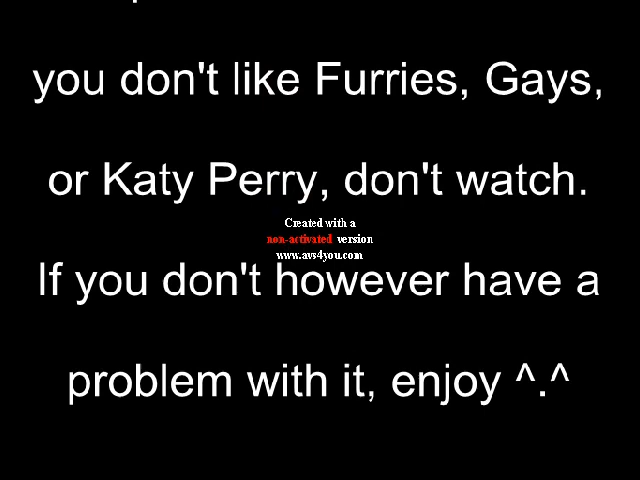 you don't like Furries, Gays,
or Katy Perry, don't watch.
Created with a
non-activated version
www.avs4you.com
If you don't however have a
problem with it, enjoy ^.^